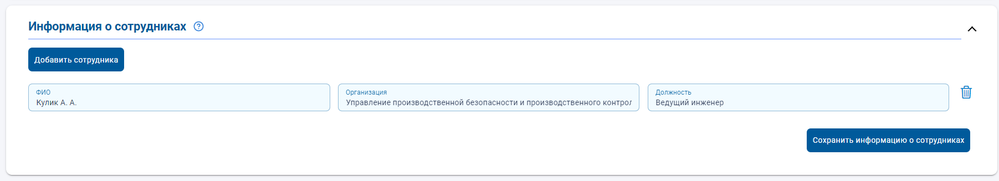 Информация о сотрудниках
Добавить сотрудника
ФИО
Кулик А. А.
Организация
Управление производственной безопасности и производственного контрол
Должность
Ведущий инженер
Сохранить информацию о сотрудниках